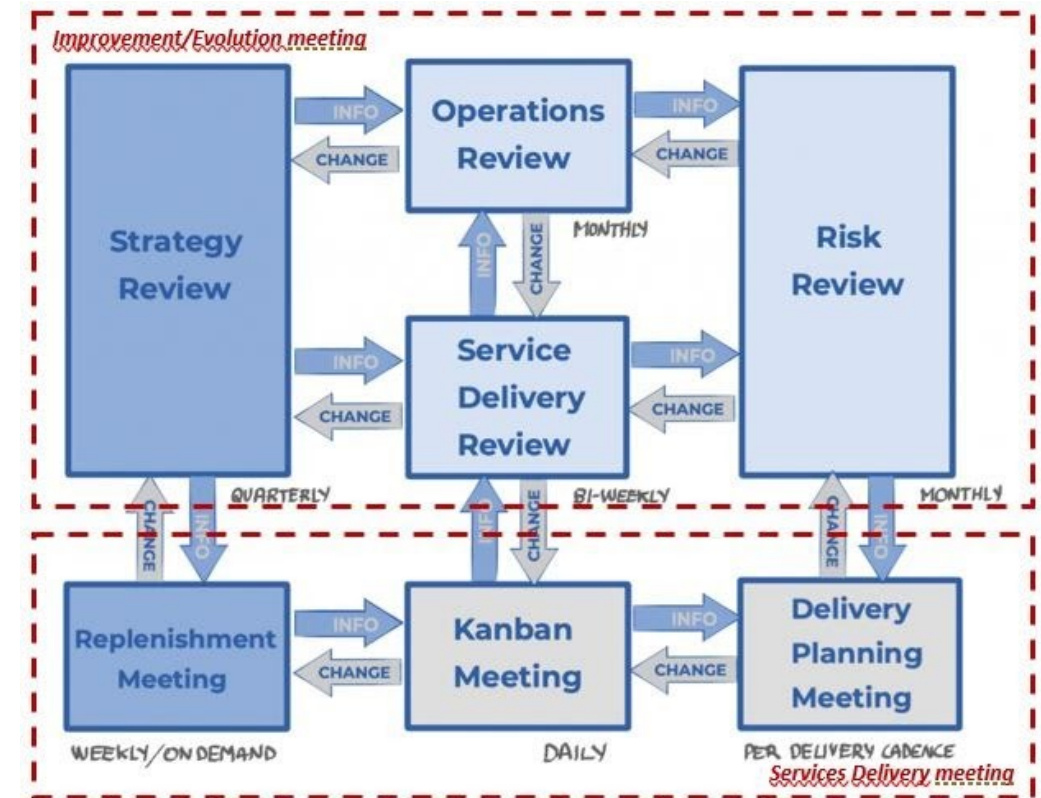 Improvement/Evolution meeting
INFO
Operations
Review
INFO
CHANGE
CHANGE
Strategy
Review
INFO
CHANGE
MONTHLY
Risk
Review
INFO
Service
Delivery
Review
INFO
CHANGE
CHANGE
CHANGE
INFO
QUARTERLY
INFO
CHANGE
BI-WEEKLY
CHANGE
INFO
MONTHLY
Replenishment
Meeting
INFO
CHANGE
Kanban
Meeting
INFO
CHANGE
Delivery
Planning
Meeting
WEEKLY/ON DEMAND
DAILY
PER DELIVERY CADENCE
Services Delivery meeting